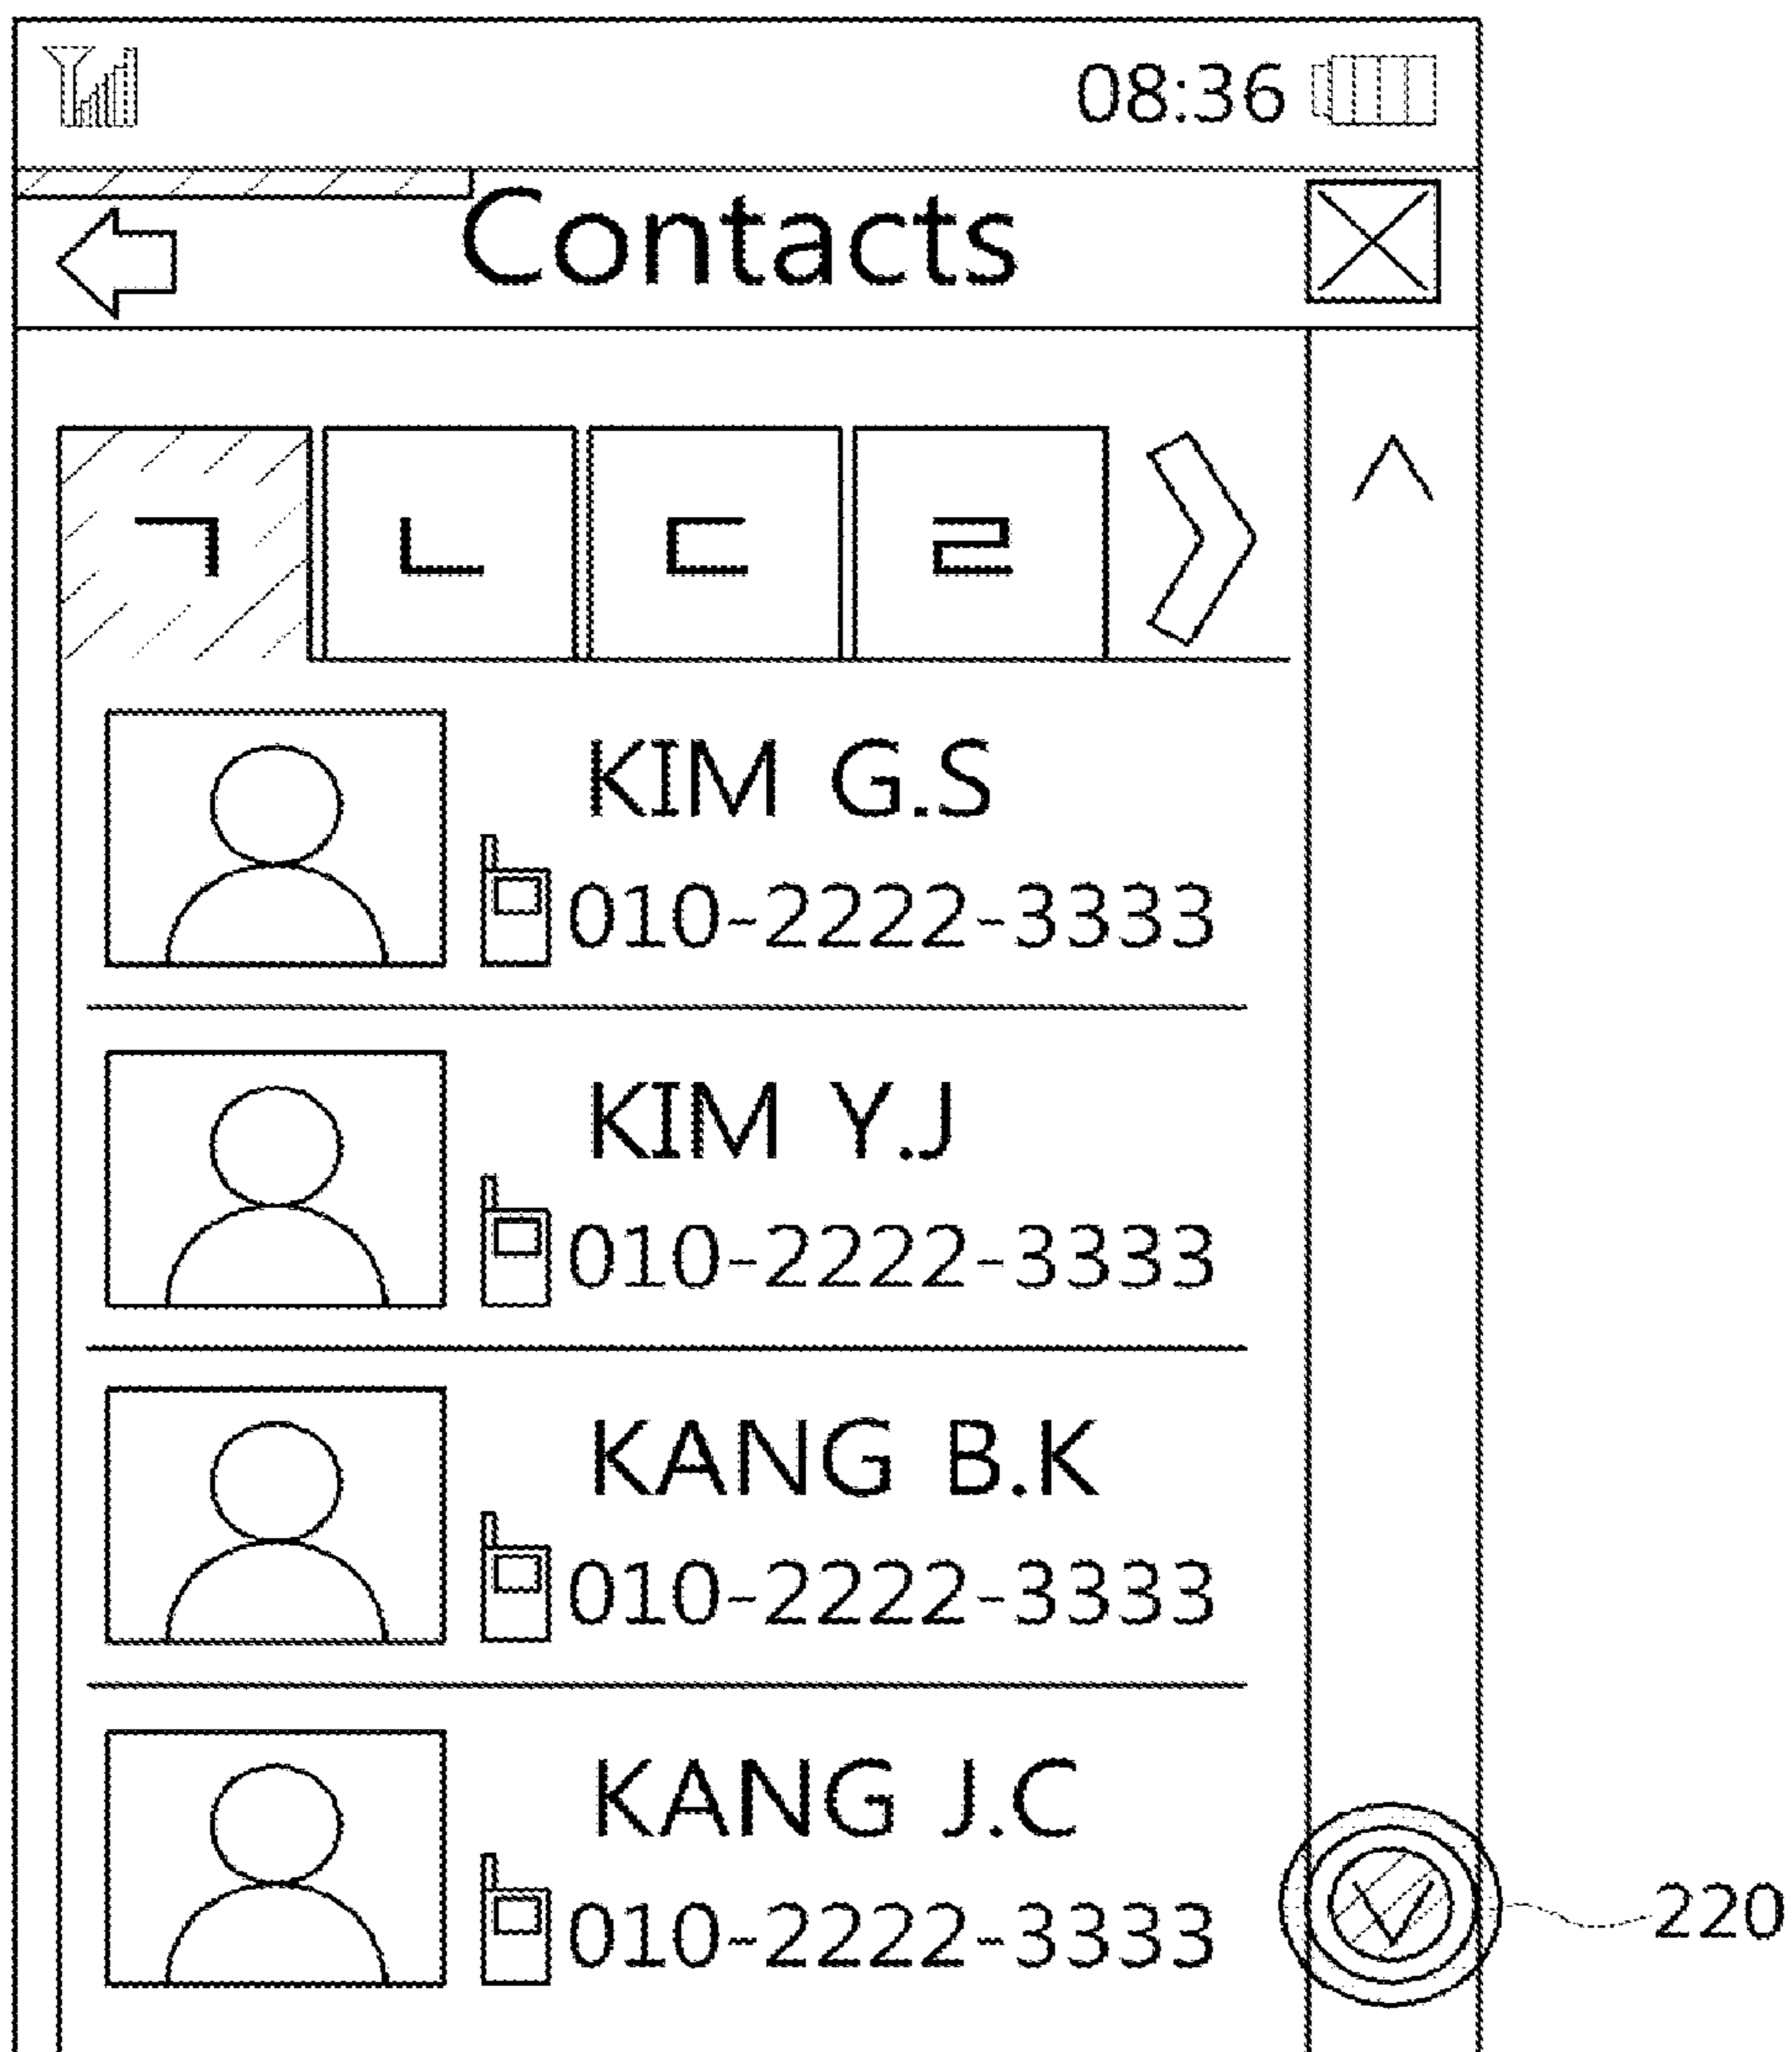 08:36
Contacts
ㄱ ㄴ ㄷ ㄹ
KIM G.S
010-2222-3333
KIM Y.J
010-2222-3333
KANG B.K
010-2222-3333
KANG J.C
010-2222-3333
220